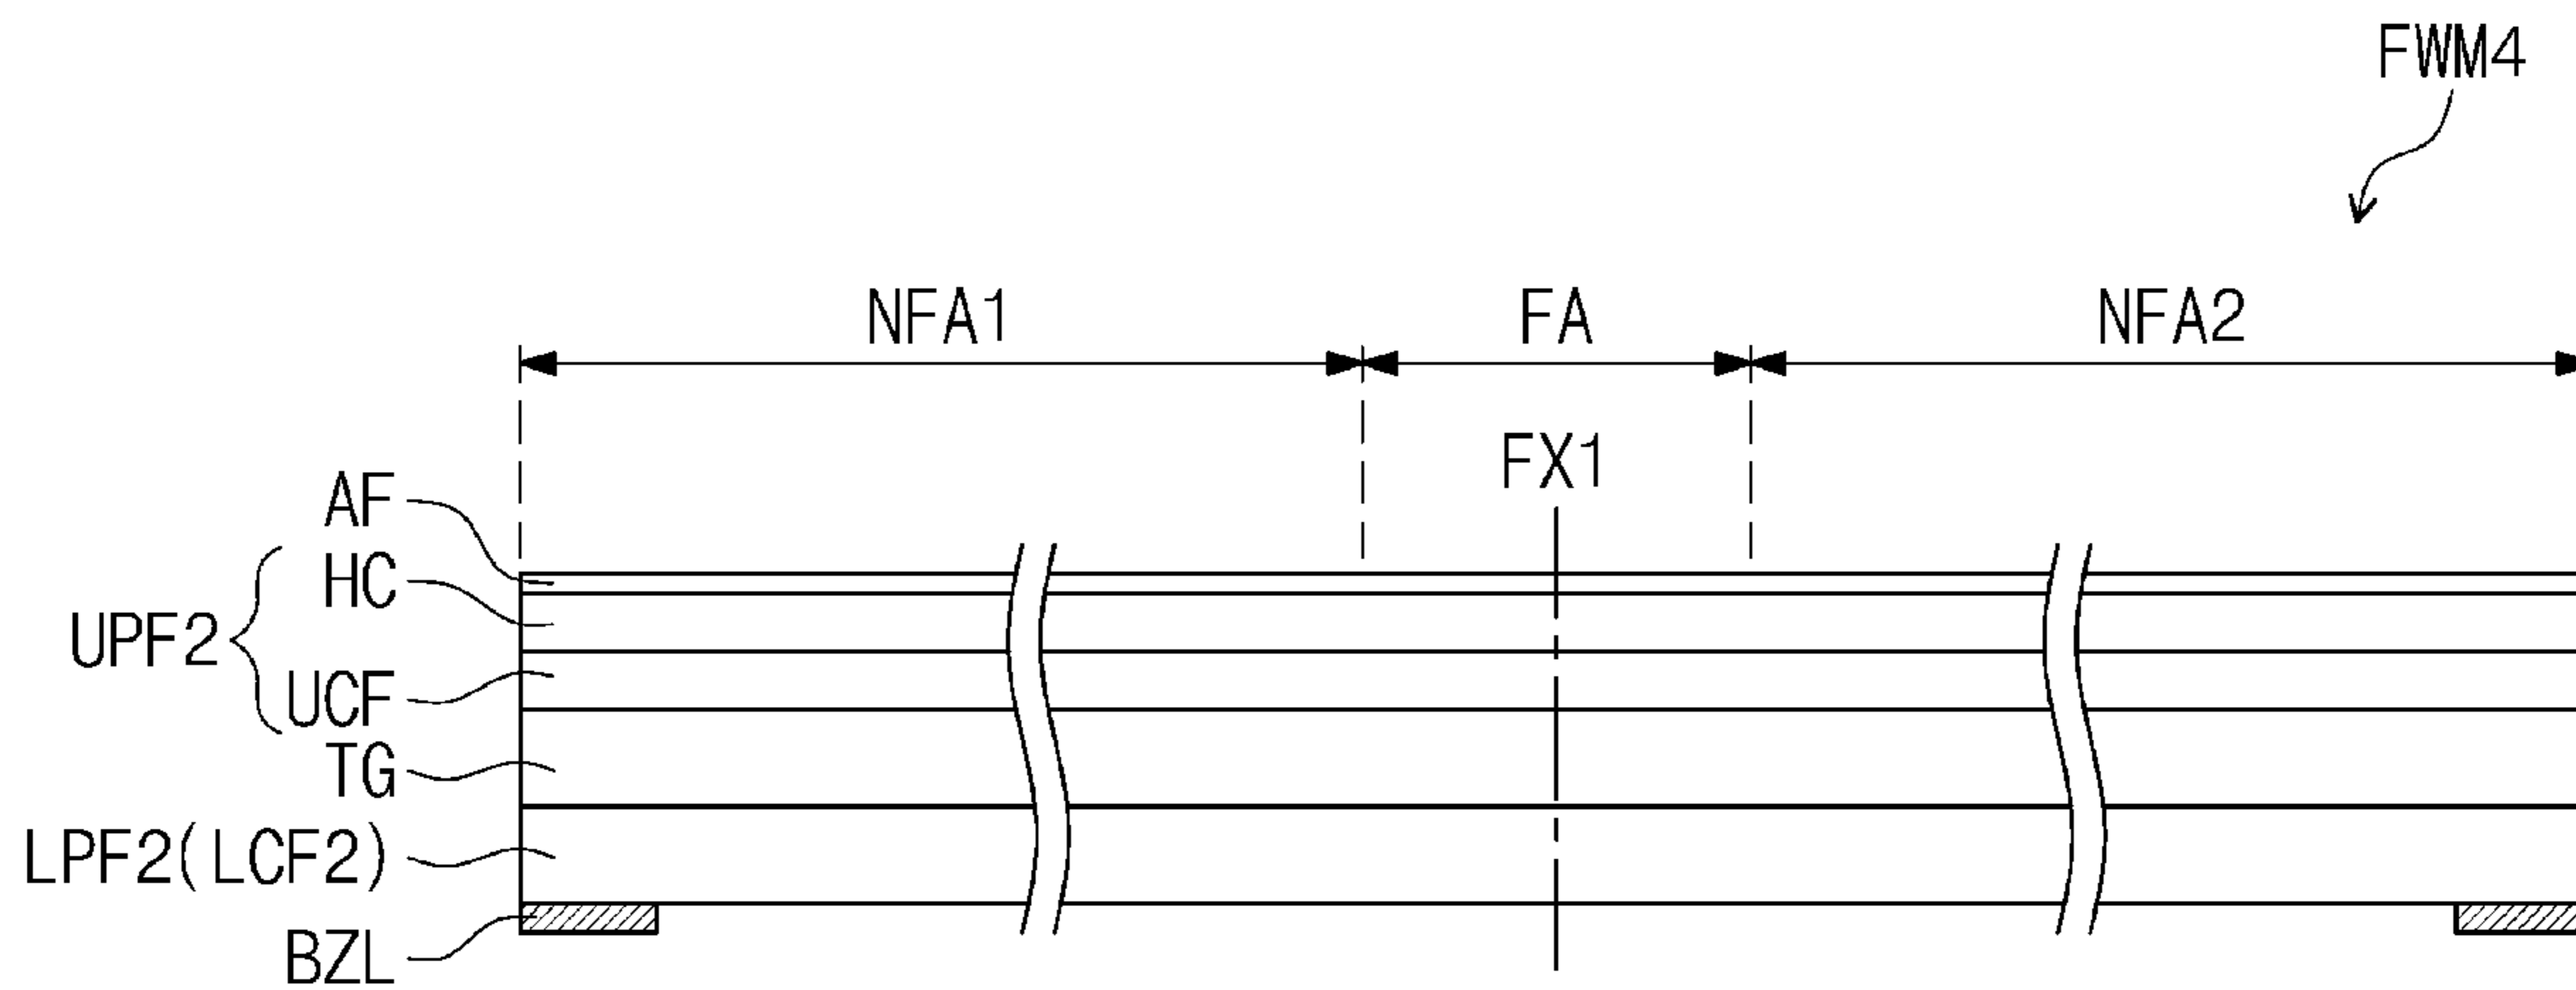 FWM4
NFA1 FA NFA2
FX1
AF
HC
UPF2
UCF
TG
LPF2(LCF2)
BZL